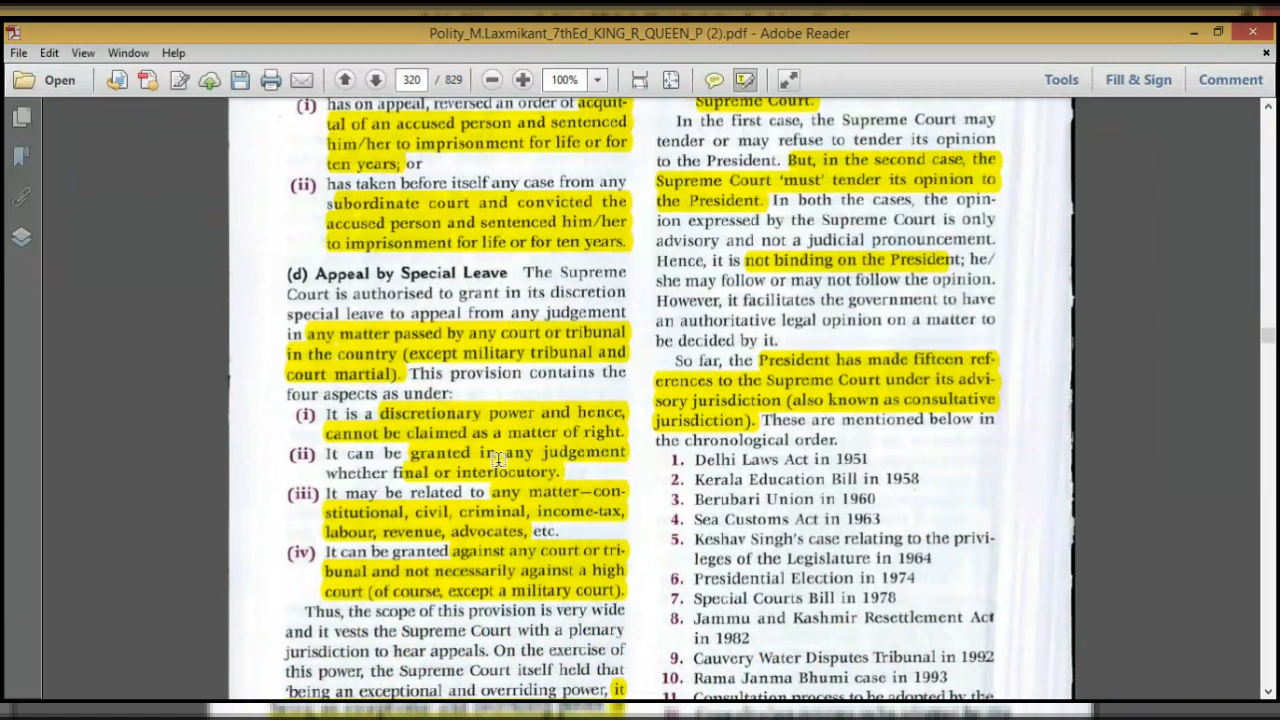 Polity_M.Laxmikant_7thEd_KING_R_QUEEN_P (2).pdf - Adobe Reader
File Edit View Window Help
Open 320 / 829 100% Tools Fill & Sign Comment
(i) has on appeal, reversed an order of acquit-
tal of an accused person and sentenced
him/her to imprisonment for life or for
ten years; or
(ii) has taken before itself any case from any
subordinate court and convicted the
accused person and sentenced him/her
to imprisonment for life or for ten years.
(d) Appeal by Special Leave The Supreme
Court is authorised to grant in its discretion
special leave to appeal from any judgement
in any matter passed by any court or tribunal
in the country (except military tribunal and
court martial). This provision contains the
four aspects as under:
(i) It is a discretionary power and hence,
cannot be claimed as a matter of right.
(ii) It can be granted in any judgement
whether final or interlocutory.
(iii) It may be related to any matter—con-
stitutional, civil, criminal, income-tax,
labour, revenue, advocates, etc.
(iv) It can be granted against any court or tri-
bunal and not necessarily against a high
court (of course, except a military court).
Thus, the scope of this provision is very wide
and it vests the Supreme Court with a plenary
jurisdiction to hear appeals. On the exercise of
this power, the Supreme Court itself held that
'being an exceptional and overriding power, it
Supreme Court.
In the first case, the Supreme Court may
tender or may refuse to tender its opinion
to the President. But, in the second case, the
Supreme Court 'must' tender its opinion to
the President. In both the cases, the opin-
ion expressed by the Supreme Court is only
advisory and not a judicial pronouncement.
Hence, it is not binding on the President; he/
she may follow or may not follow the opinion.
However, it facilitates the government to have
an authoritative legal opinion on a matter to
be decided by it.
So far, the President has made fifteen ref-
erences to the Supreme Court under its advi-
sory jurisdiction (also known as consultative
jurisdiction). These are mentioned below in
the chronological order.
1. Delhi Laws Act in 1951
2. Kerala Education Bill in 1958
3. Berubari Union in 1960
4. Sea Customs Act in 1963
5. Keshav Singh's case relating to the privi-
leges of the Legislature in 1964
6. Presidential Election in 1974
7. Special Courts Bill in 1978
8. Jammu and Kashmir Resettlement Act
in 1982
9. Cauvery Water Disputes Tribunal in 1992
10. Rama Janma Bhumi case in 1993
11. Consultation process to be adopted by the